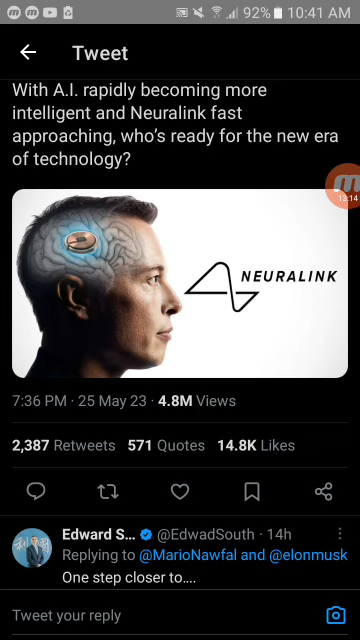 92% 10:41 AM
Tweet
With A.I. rapidly becoming more
intelligent and Neuralink fast
approaching, who's ready for the new era
of technology?
13:14
NEURALINK
7:36 PM · 25 May 23 · 4.8M Views
2,387 Retweets 571 Quotes 14.8K Likes
Edward S... @EdwadSouth · 14h
Replying to @MarioNawfal and @elonmusk
One step closer to....
Tweet your reply